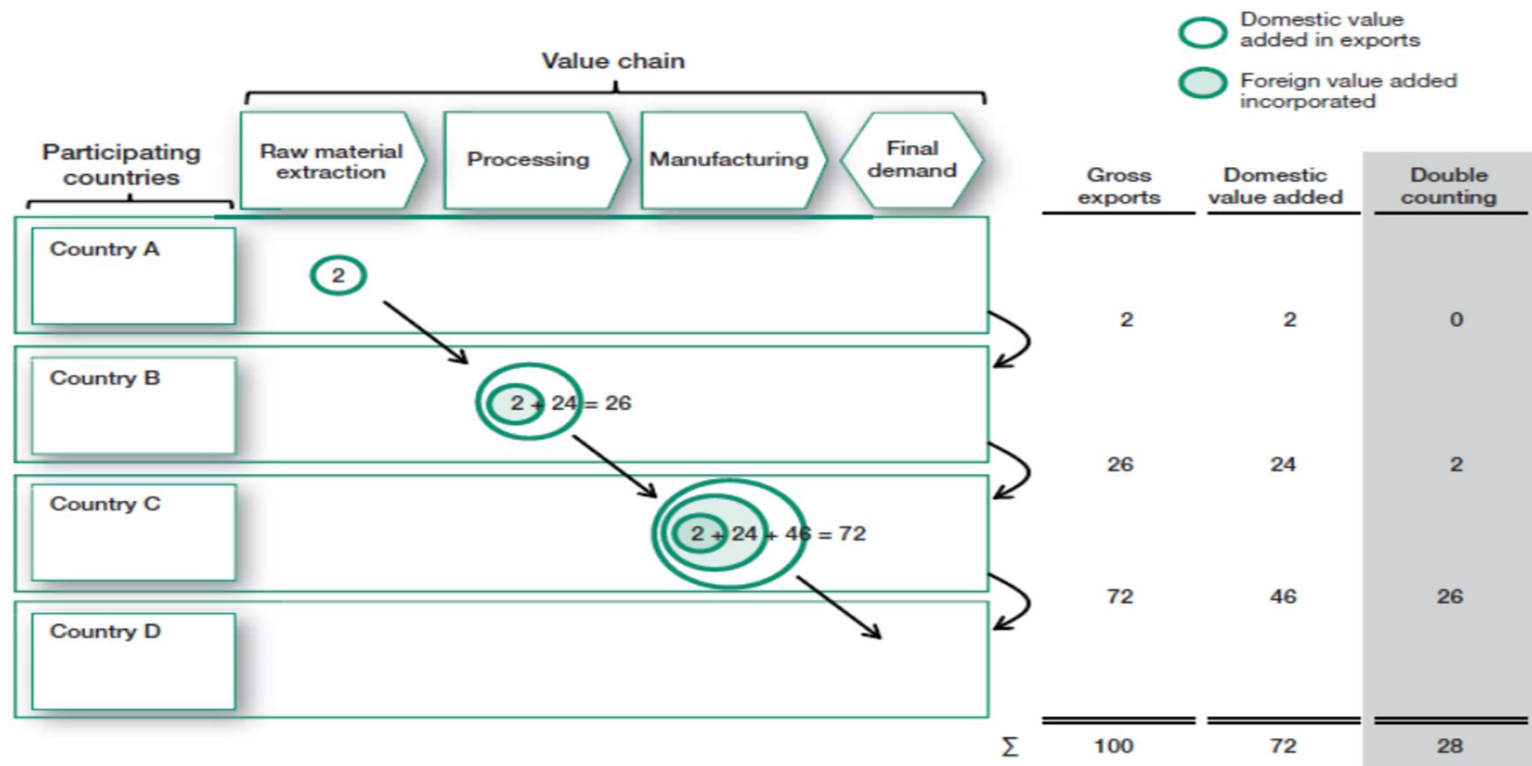 Domestic value
added in exports
Foreign value added
incorporated
Value chain
Participating
countries
Raw material
extraction
Processing
Manufacturing
Final
demand
Gross
exports
Domestic
value added
Double
counting
Country A
2
2 2 0
Country B
2 + 24 = 26
26 24 2
Country C
2 + 24 + 46 = 72
72 46 26
Country D
Σ 100 72 28